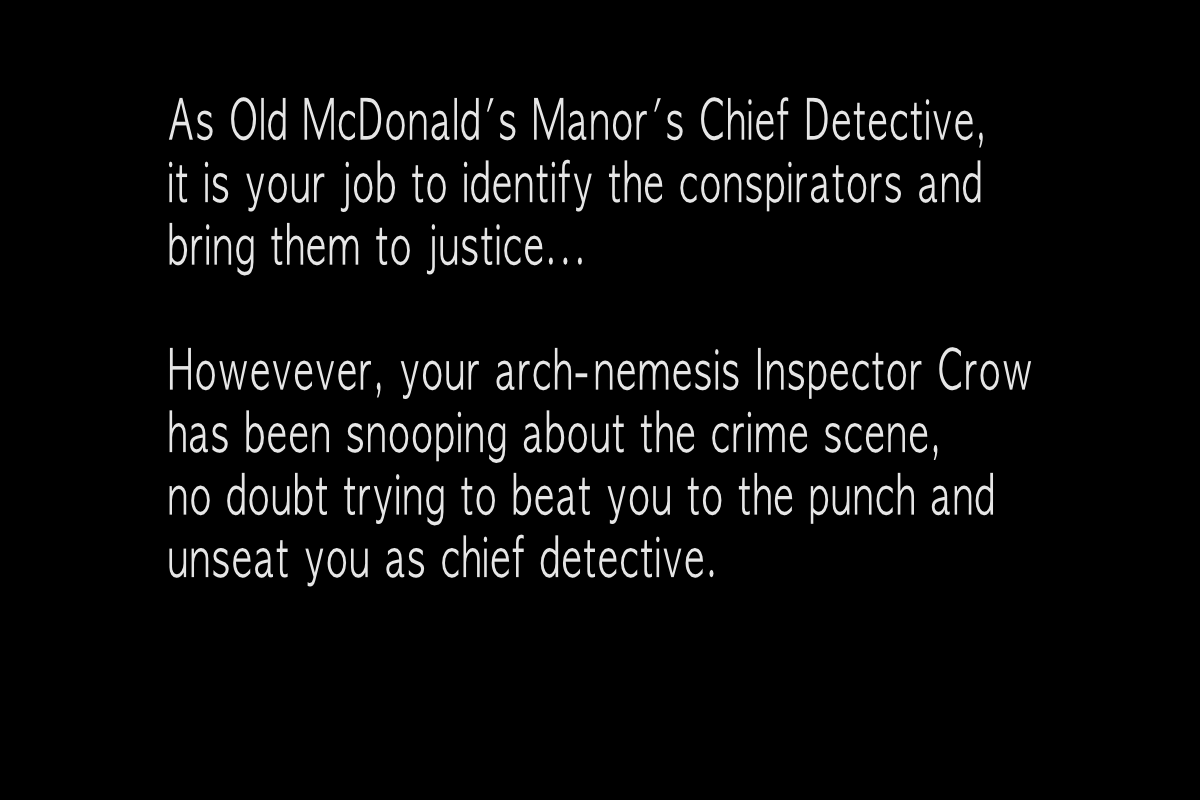 As Old McDonald's Manor's Chief Detective,
it is your job to identify the conspirators and
bring them to justice...
Howevever, your arch-nemesis Inspector Crow
has been snooping about the crime scene,
no doubt trying to beat you to the punch and
unseat you as chief detective.